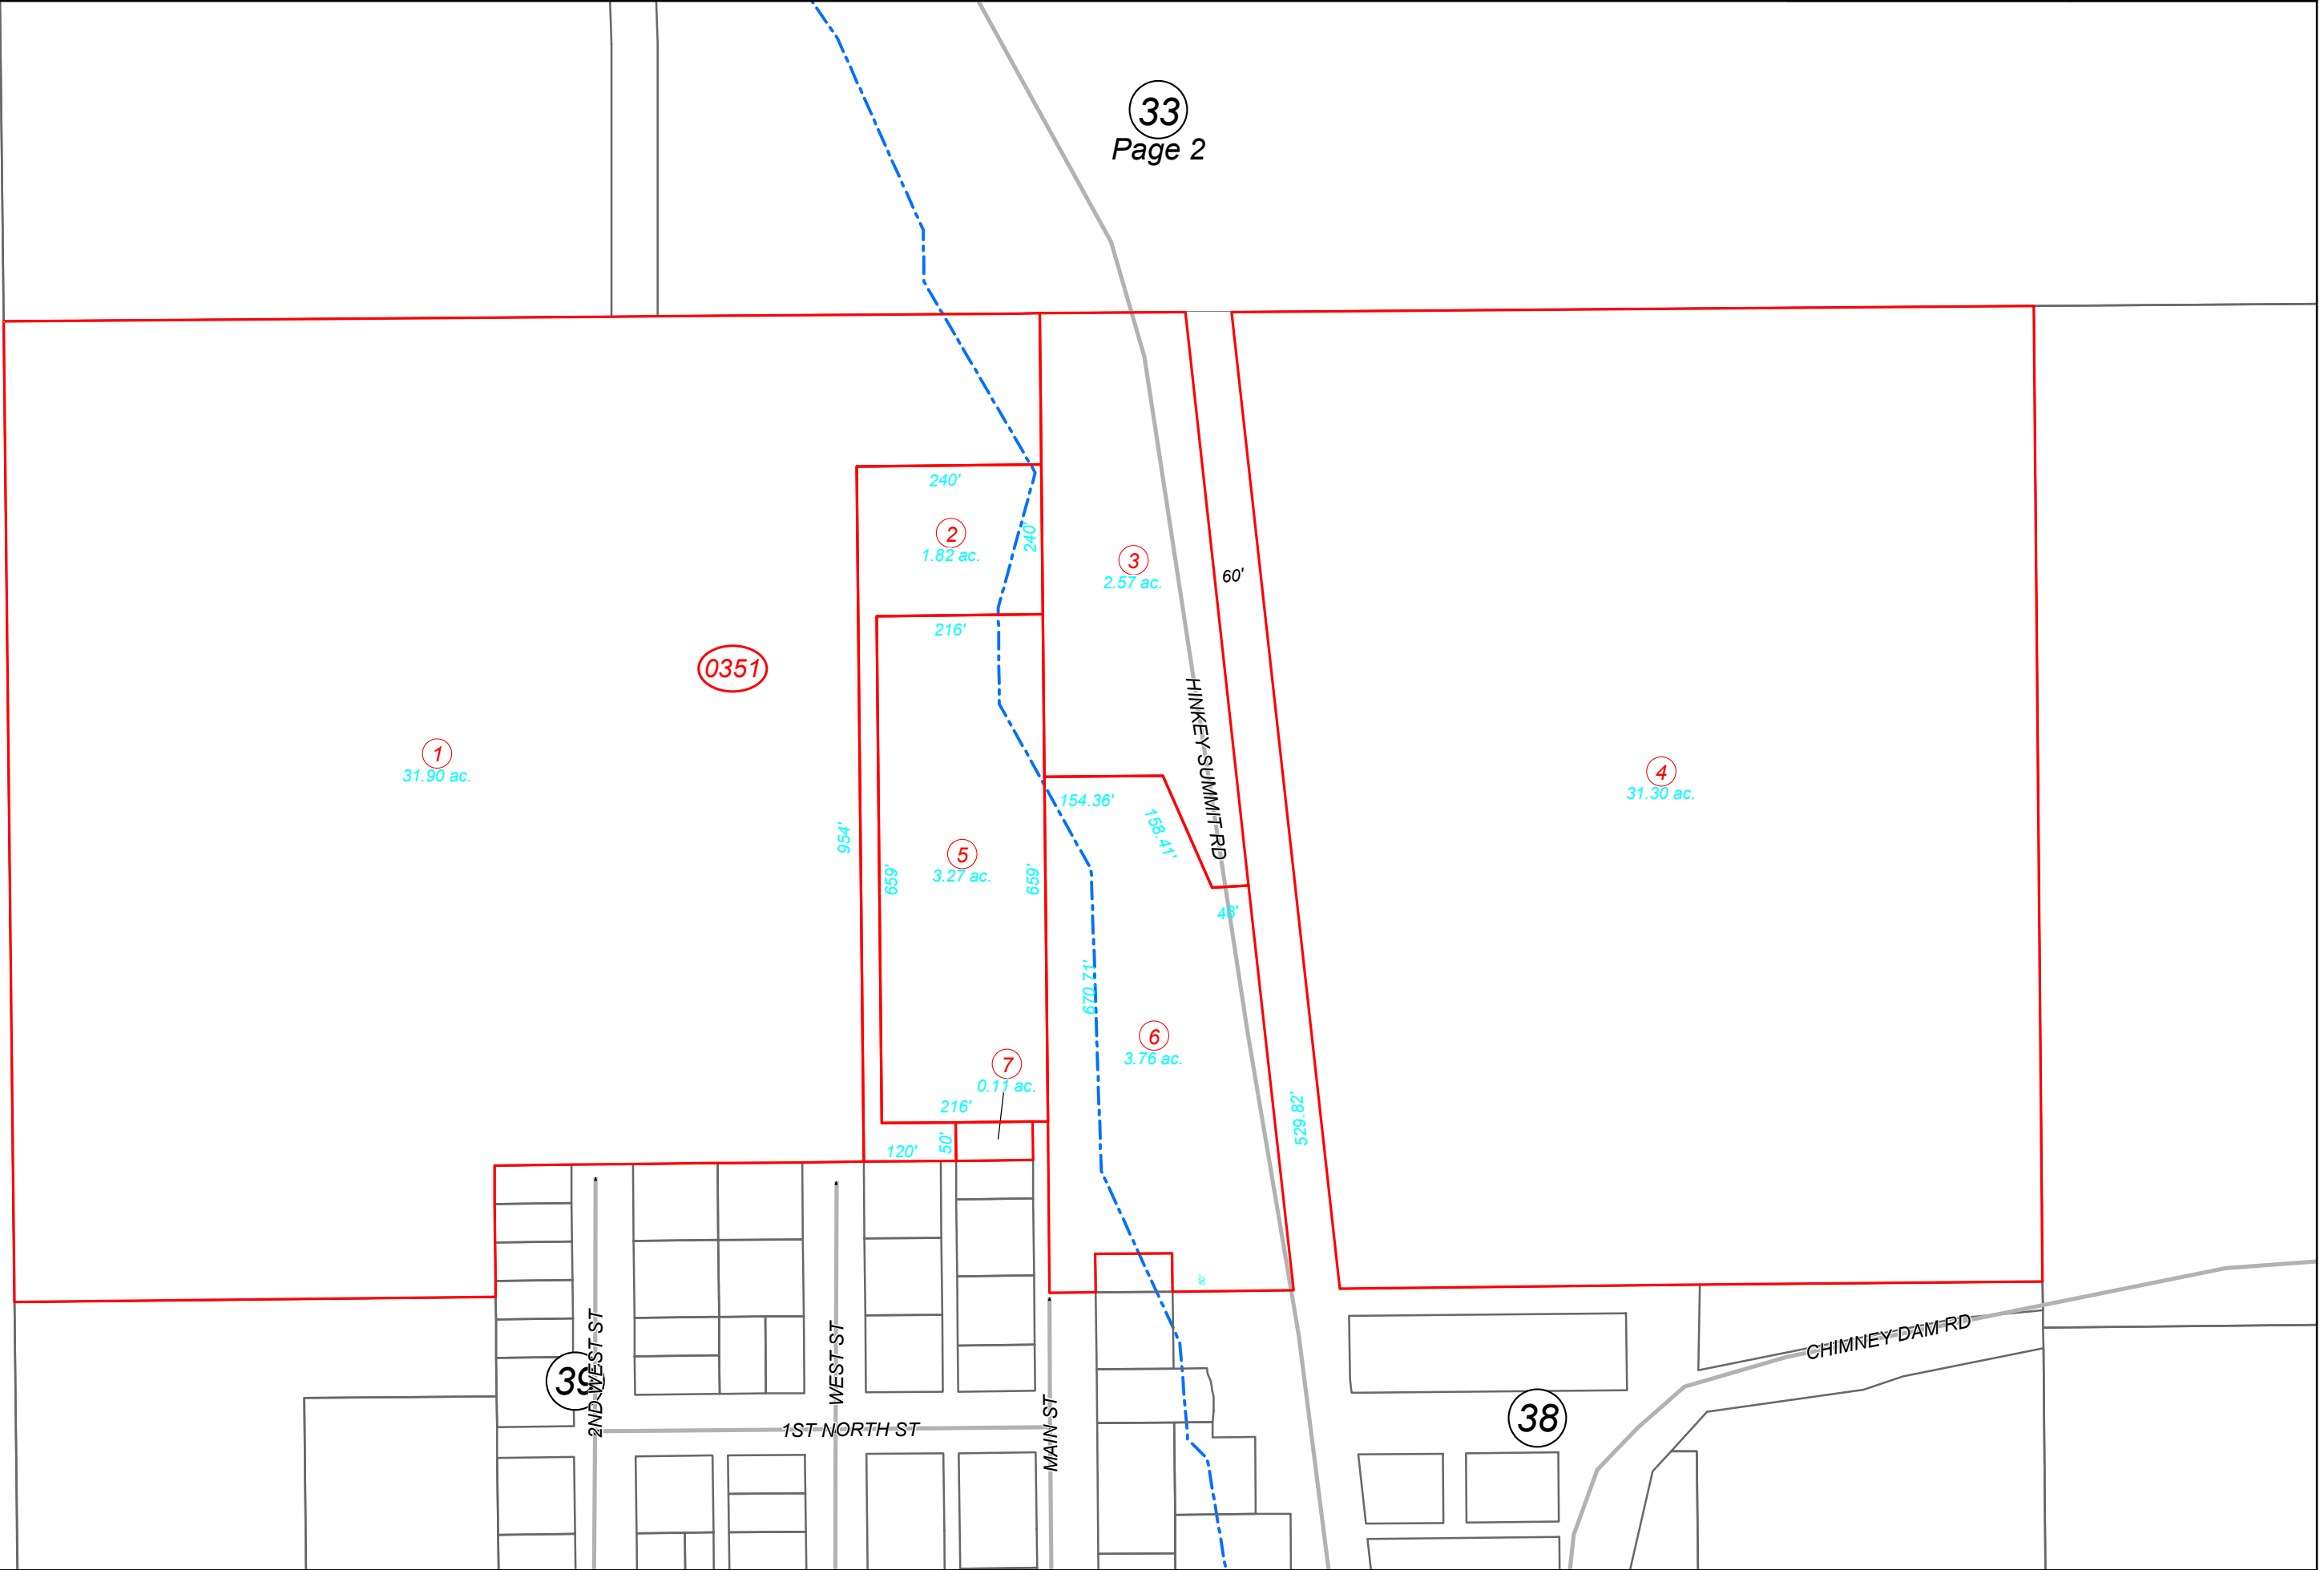 33
Page 2
240'
2
1.82 ac.
240'
3
2.57 ac.
60'
216'
0351
HINKEY SUMMIT RD
1
31.90 ac.
4
31.30 ac.
154.36'
158.41'
954'
5
3.27 ac.
659'
659'
48'
670.71'
6
3.76 ac.
7
0.11 ac.
216'
529.82'
120'
50'
50'
2ND WEST ST
WEST ST
CHIMNEY DAM RD
39
38
1ST NORTH ST
MAIN ST